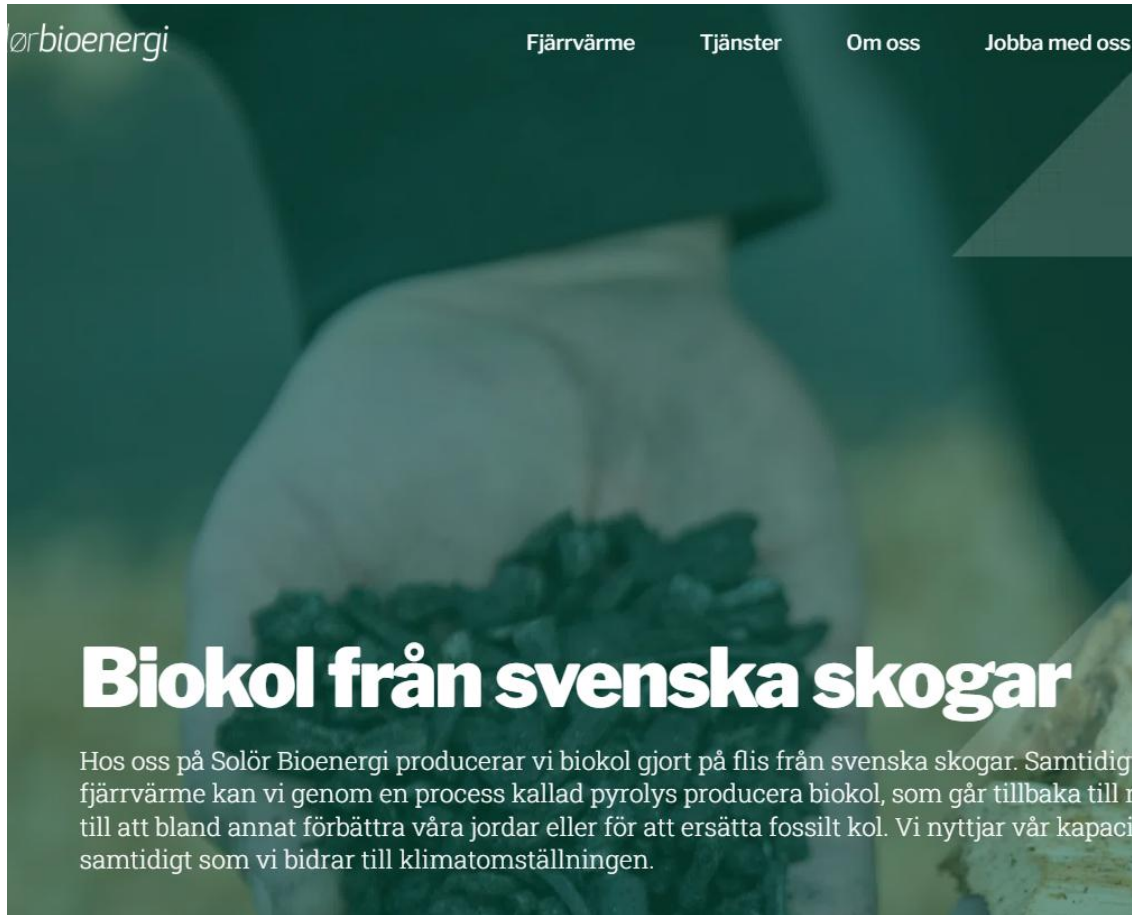 ørbioenergi
Fjärrvärme Tjänster Om oss Jobba med oss
Biokol från svenska skogar
Hos oss på Solör Bioenergi producerar vi biokol gjort på flis från svenska skogar. Samtidig
fjärrvärme kan vi genom en process kallad pyrolys producera biokol, som går tillbaka till
till att bland annat förbättra våra jordar eller för att ersätta fossilt kol. Vi nyttjar vår kapaci
samtidigt som vi bidrar till klimatomställningen.